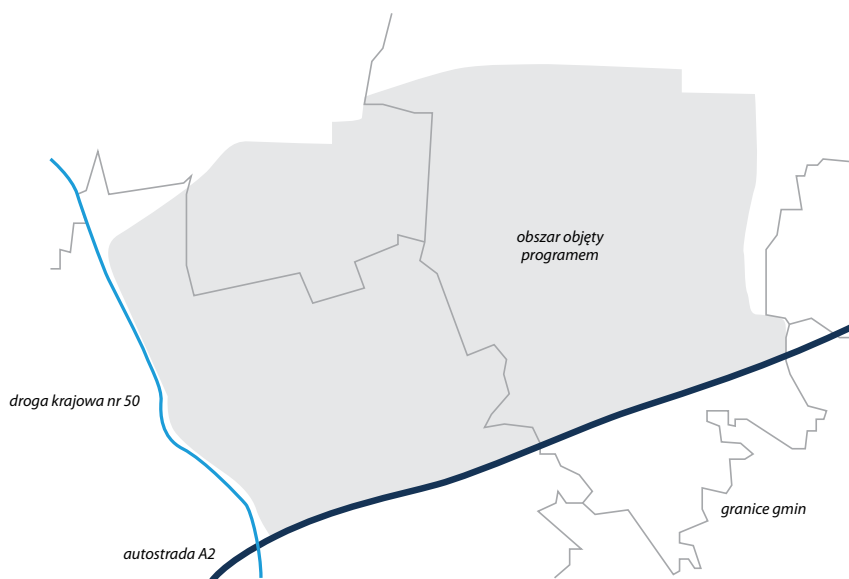 obszar objęty
programem
droga krajowa nr 50
granice gmin
autostrada A2